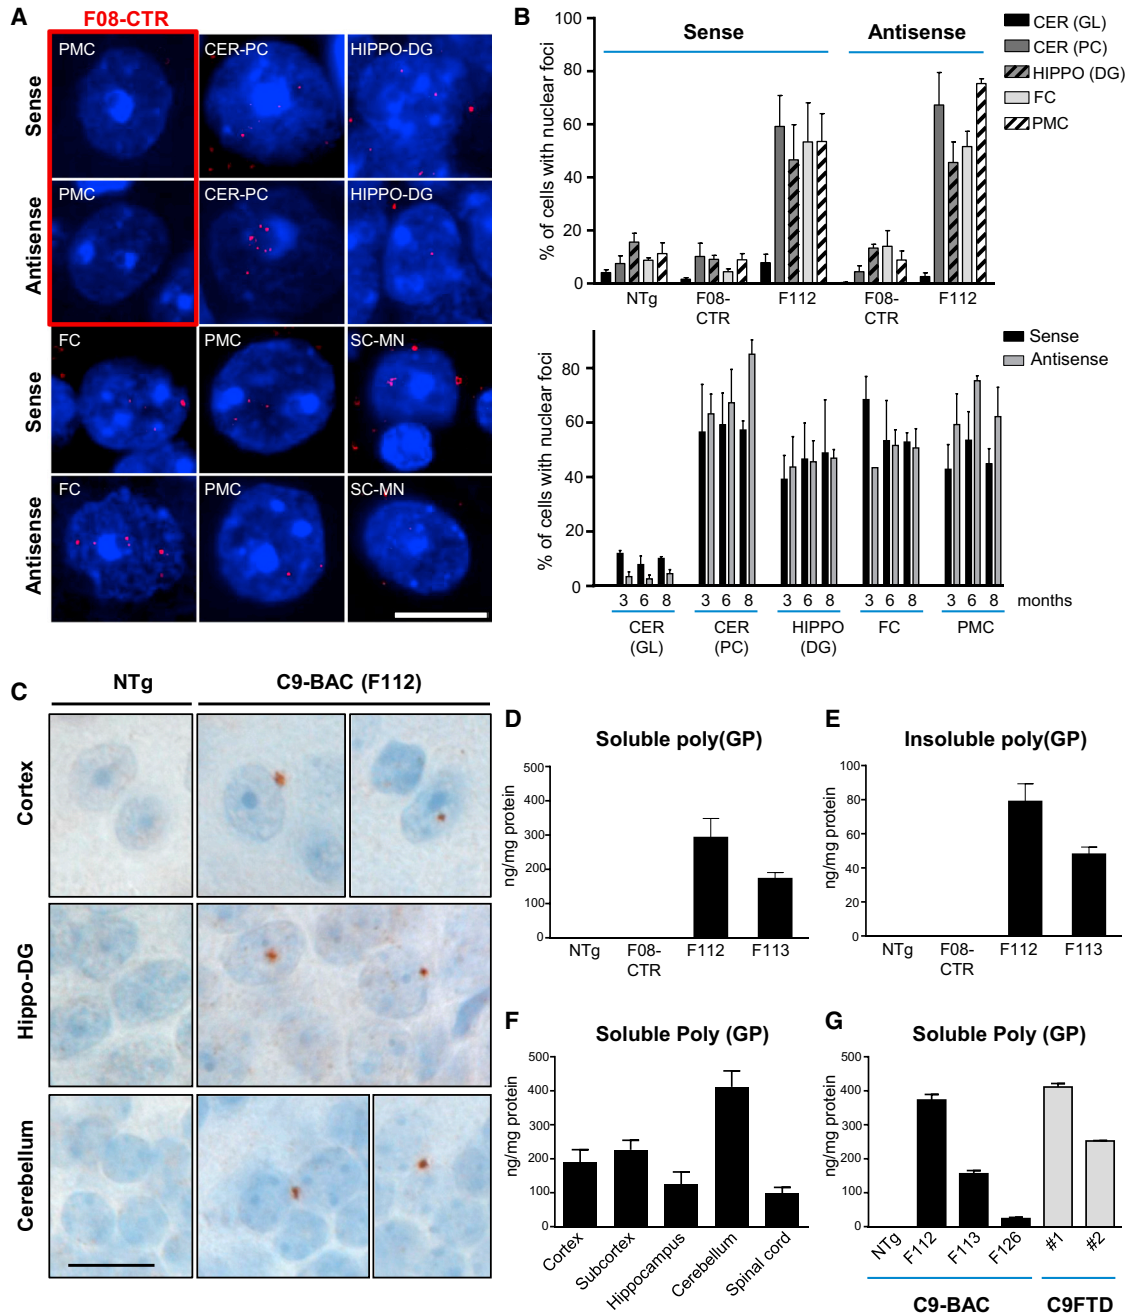 A
F08-CTR
PMC
CER-PC
HIPPO-DG
Sense
PMC
CER-PC
HIPPO-DG
Antisense
FC
PMC
SC-MN
Sense
FC
PMC
SC-MN
Antisense
B
Sense
Antisense
CER (GL)
CER (PC)
HIPPO (DG)
FC
PMC
% of cells with nuclear foci
100
80
60
40
20
0
NTg
F08-
CTR
F112
F08-
CTR
F112
Sense
Antisense
% of cells with nuclear foci
80
60
40
20
0
3 6 8 3 6 8 3 6 8 3 6 8 3 6 8 months
CER
(GL)
CER
(PC)
HIPPO
(DG)
FC
PMC
C
NTg
C9-BAC (F112)
Cortex
Hippo-DG
Cerebellum
D
Soluble poly(GP)
ng/mg protein
500
400
300
200
100
0
NTg
F08-
CTR
F112
F113
E
Insoluble poly(GP)
ng/mg protein
100
80
60
40
20
0
NTg
F08-
CTR
F112
F113
F
Soluble Poly (GP)
ng/mg protein
500
400
300
200
100
0
Cortex
Subcortex
Hippocampus
Cerebellum
Spinal cord
G
Soluble Poly (GP)
ng/mg protein
500
400
300
200
100
0
NTg
F112
F113
F126
#1
#2
C9-BAC
C9FTD